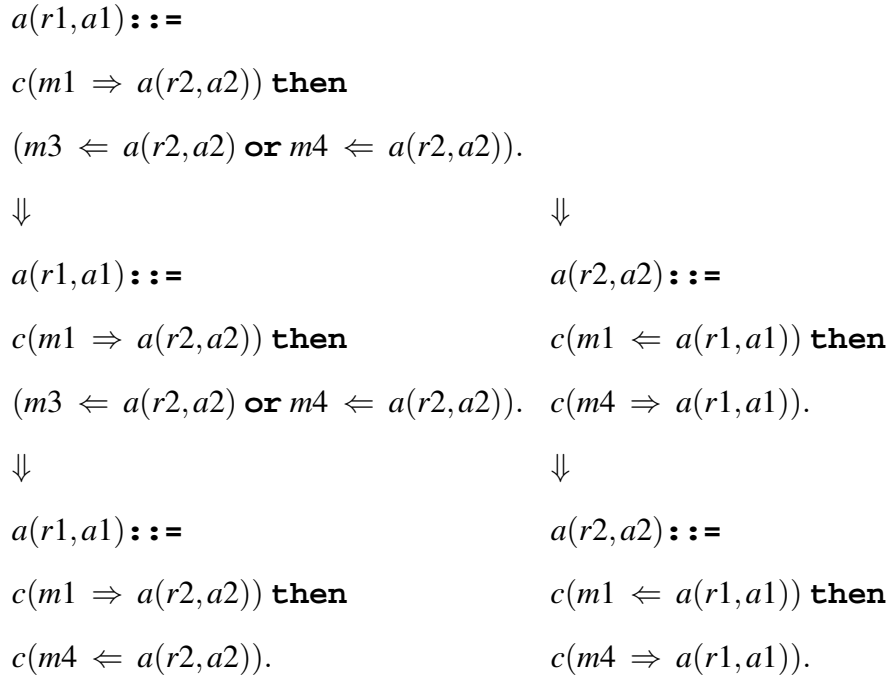 a(r1,a1)::=
c(m1 ⇒ a(r2,a2)) then
(m3 ⇐ a(r2,a2) or m4 ⇐ a(r2,a2)).
⇓ ⇓
a(r1,a1)::= a(r2,a2)::=
c(m1 ⇒ a(r2,a2)) then c(m1 ⇐ a(r1,a1)) then
(m3 ⇐ a(r2,a2) or m4 ⇐ a(r2,a2)). c(m4 ⇒ a(r1,a1)).
⇓ ⇓
a(r1,a1)::= a(r2,a2)::=
c(m1 ⇒ a(r2,a2)) then c(m1 ⇐ a(r1,a1)) then
c(m4 ⇐ a(r2,a2)). c(m4 ⇒ a(r1,a1)).